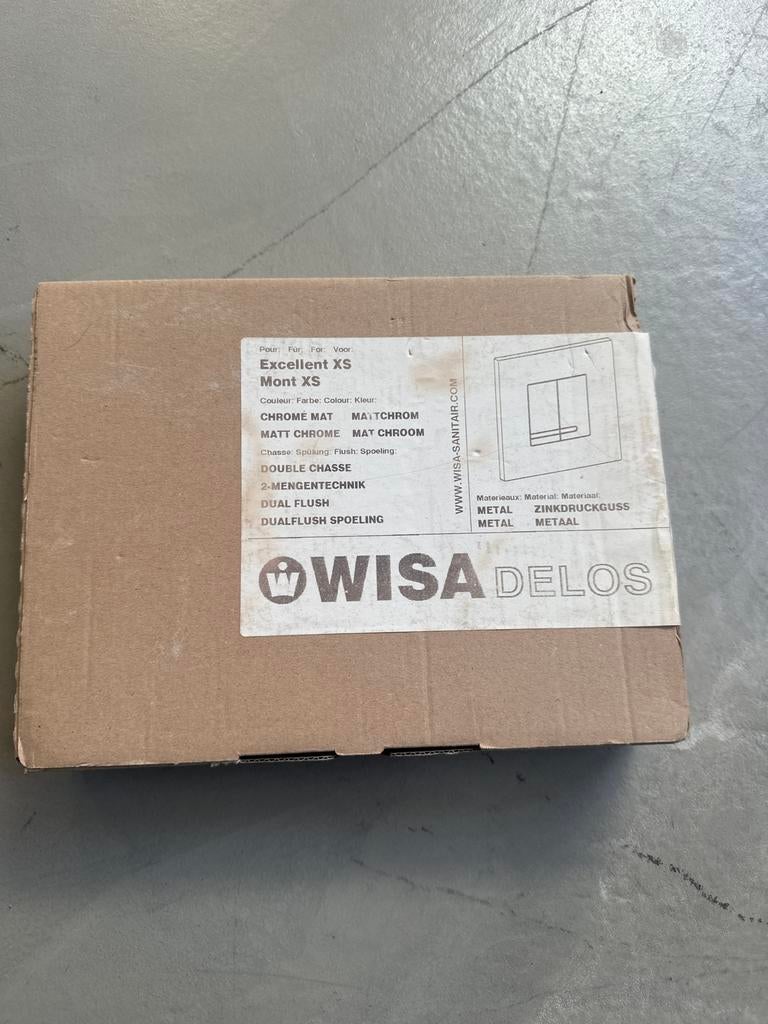 Pour: Für: For: Voor:
Excellent XS
Mont XS
Couleur: Farbe: Colour: Kleur:
CHROME MAT MATTCHROM
MATT CHROME MAT CHROOM
Chasse: Spülung: Flush: Spoeling:
DOUBLE CHASSE
2-MENGENTECHNIK
DUAL FLUSH
DUALFLUSH SPOELING
WWW.WISA-SANITAIR.COM
Materieaux: Material: Materiaal:
METAL ZINKDRUCKGUSS
METAL METAAL
WISA DELOS